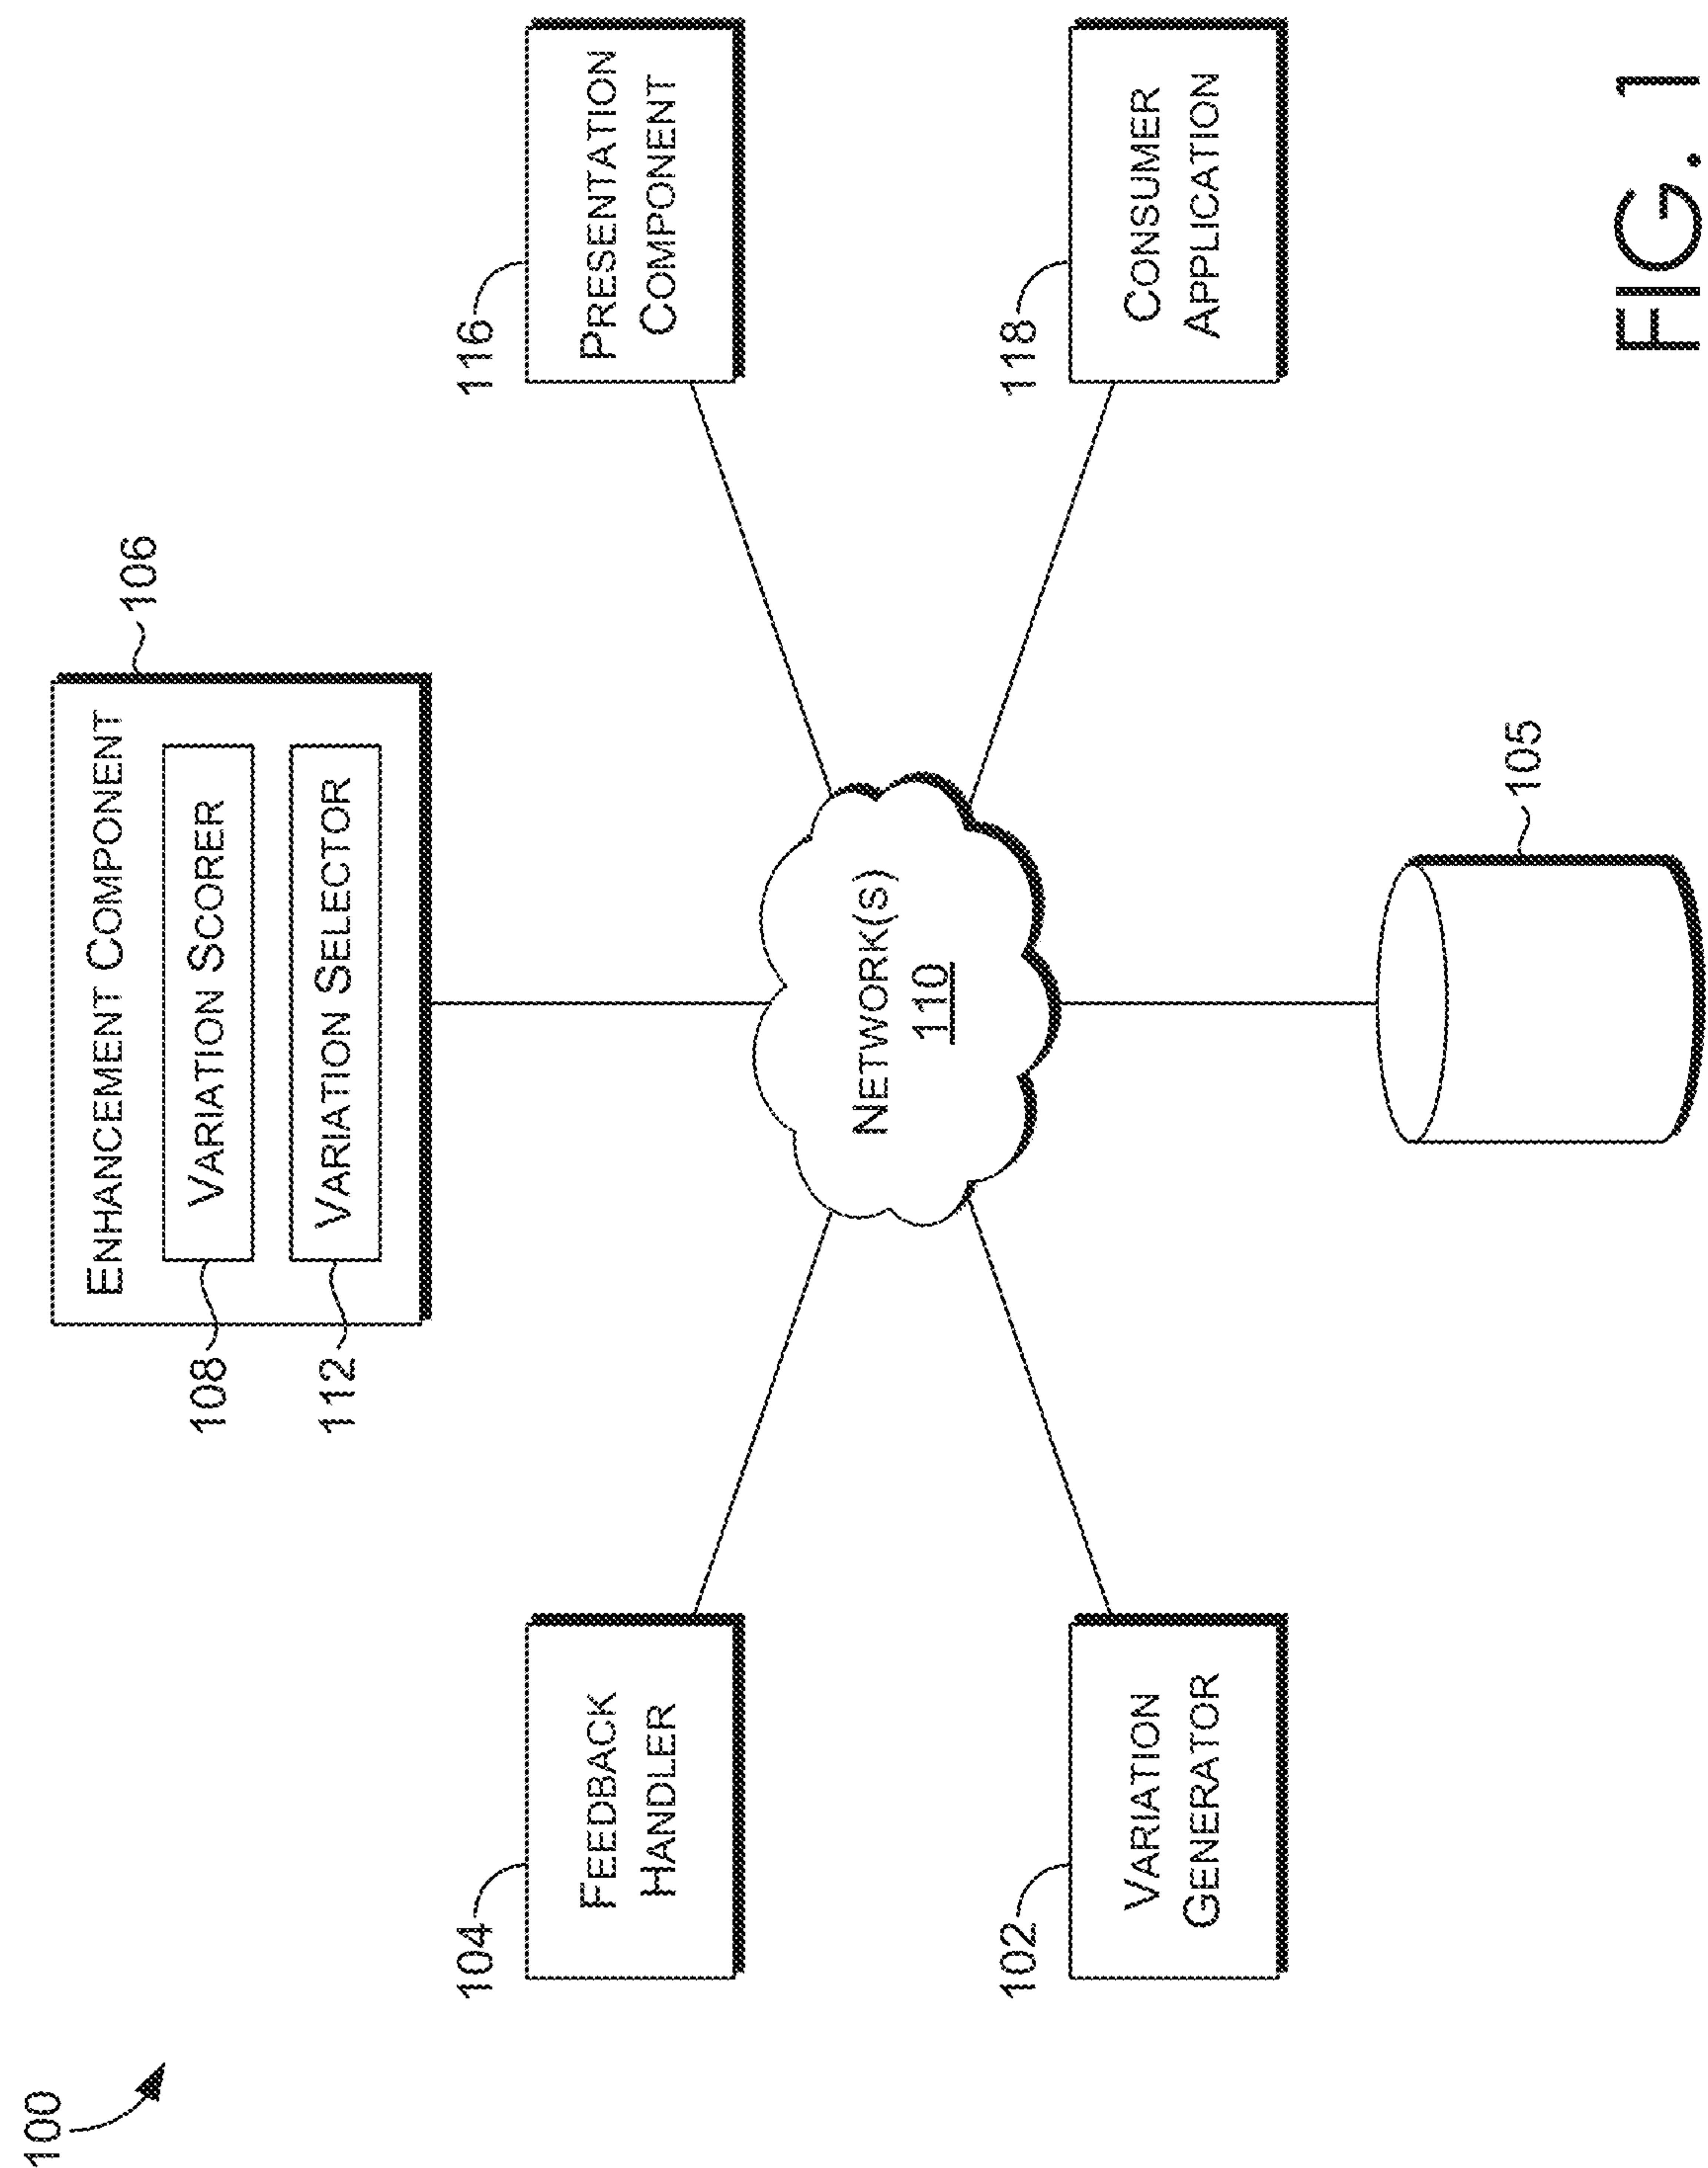 100
106
ENHANCEMENT COMPONENT
108
VARIATION SCORER
112
VARIATION SELECTOR
104
FEEDBACK
HANDLER
116
PRESENTATION
COMPONENT
NETWORK(S)
110
102
VARIATION
GENERATOR
118
CONSUMER
APPLICATION
105
FIG. 1